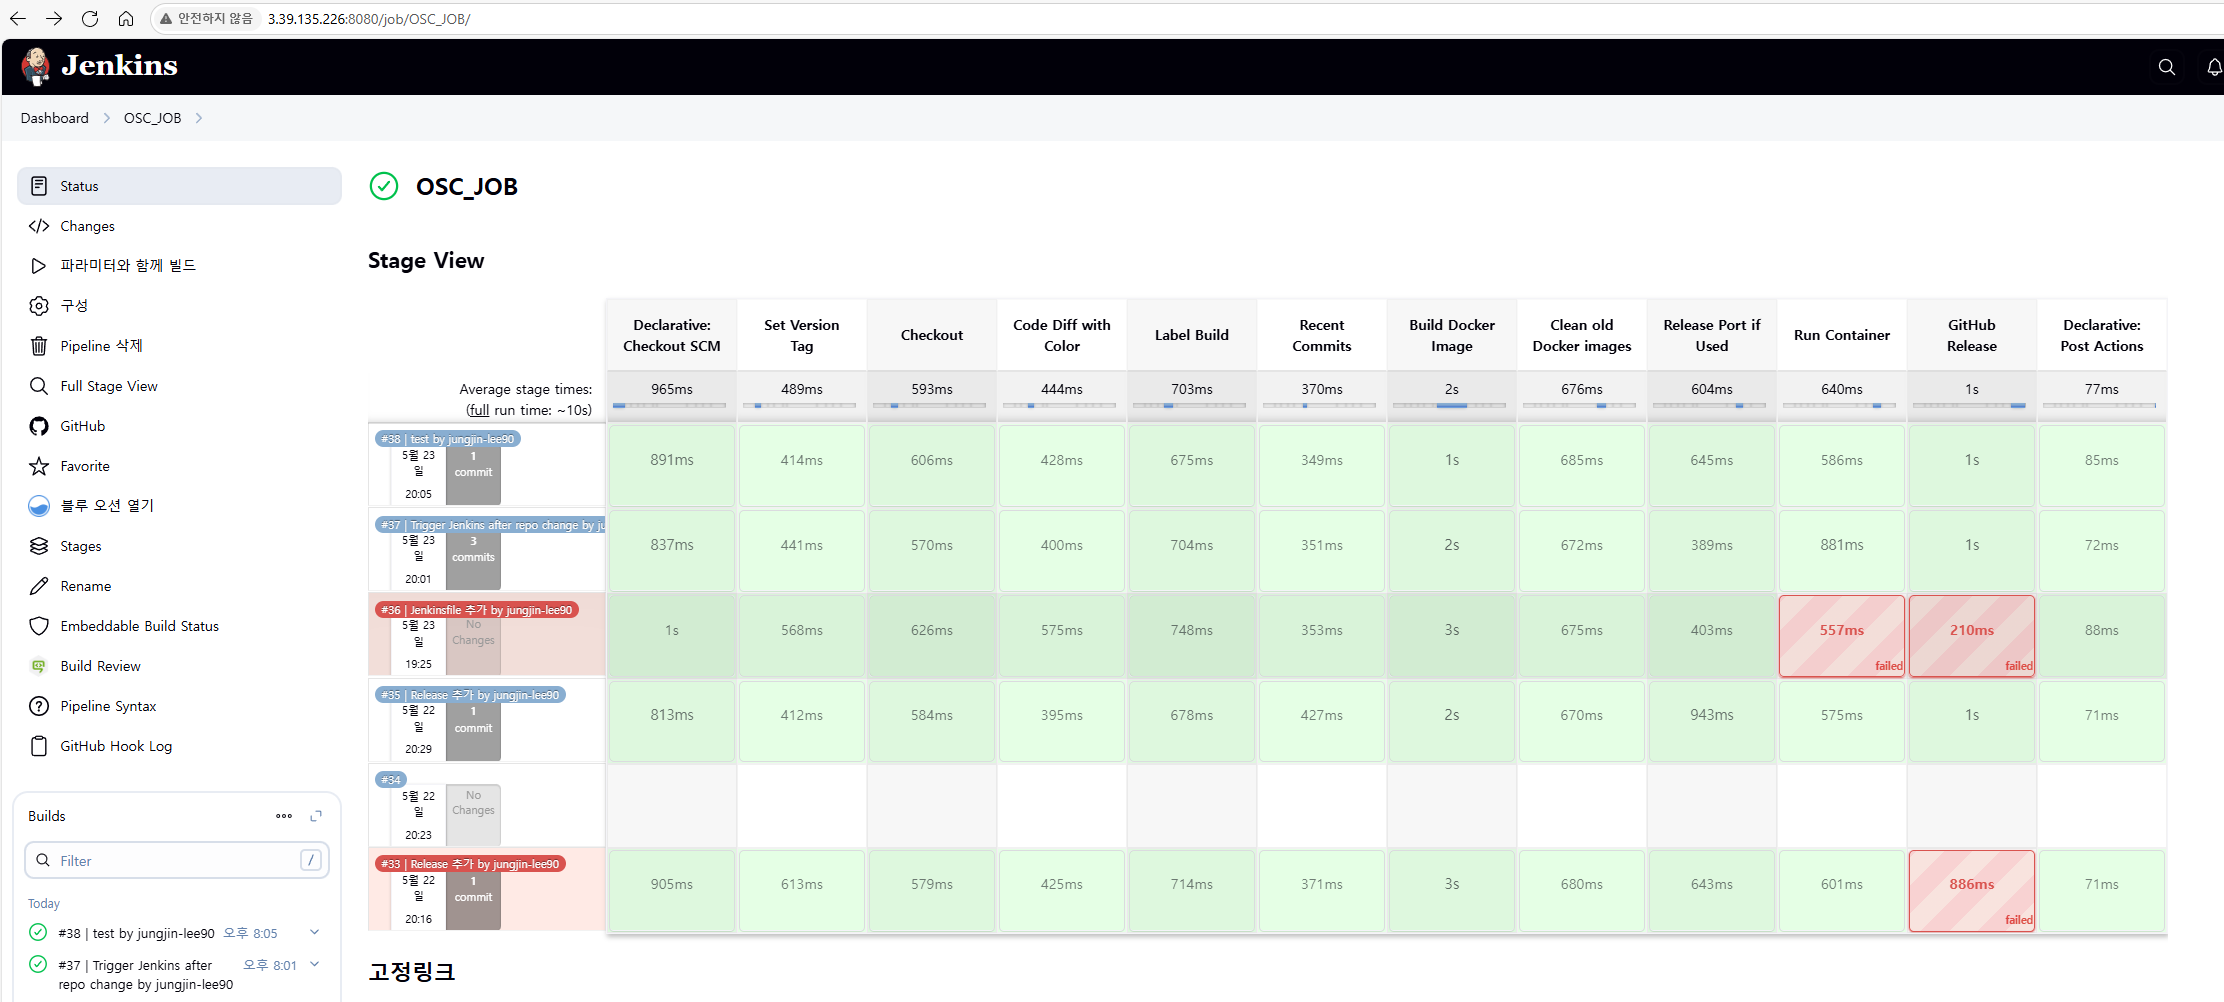 안전하지 않음 3.39.135.226:8080/job/OSC_JOB/
Jenkins
Dashboard
OSC_JOB
Status
Changes
파라미터와 함께 빌드
구성
Pipeline 삭제
Full Stage View
GitHub
Favorite
블루 오션 열기
Stages
Rename
Embeddable Build Status
Build Review
Pipeline Syntax
GitHub Hook Log
Builds
Filter
/
Today
#38 | test by jungjin-lee90 오후 8:05
#37 | Trigger Jenkins after 오후 8:01
repo change by jungjin-lee90
OSC_JOB
Stage View
Declarative:
Checkout SCM
Set Version
Tag
Checkout
Code Diff with
Color
Label Build
Recent
Commits
Build Docker
Image
Clean old
Docker images
Release Port if
Used
Run Container
GitHub
Release
Declarative:
Post Actions
Average stage times:
(full run time: ~10s)
965ms 489ms 593ms 444ms 703ms 370ms 2s 676ms 604ms 640ms 1s 77ms
#38 | test by jungjin-lee90
5월 23
일
20:05
1
commit
891ms 414ms 606ms 428ms 675ms 349ms 1s 685ms 645ms 586ms 1s 85ms
#37 | Trigger Jenkins after repo change by ju
5월 23
일
20:01
3
commits
837ms 441ms 570ms 400ms 704ms 351ms 2s 672ms 389ms 881ms 1s 72ms
#36 | Jenkinsfile 추가 by jungjin-lee90
5월 23
일
19:25
No
Changes
1s 568ms 626ms 575ms 748ms 353ms 3s 675ms 403ms 557ms 210ms 88ms
failed failed
#35 | Release 추가 by jungjin-lee90
5월 22
일
20:29
1
commit
813ms 412ms 584ms 395ms 678ms 427ms 2s 670ms 943ms 575ms 1s 71ms
#34
5월 22
일
20:23
No
Changes
#33 | Release 추가 by jungjin-lee90
5월 22
일
20:16
1
commit
905ms 613ms 579ms 425ms 714ms 371ms 3s 680ms 643ms 601ms 886ms 71ms
failed
고정링크